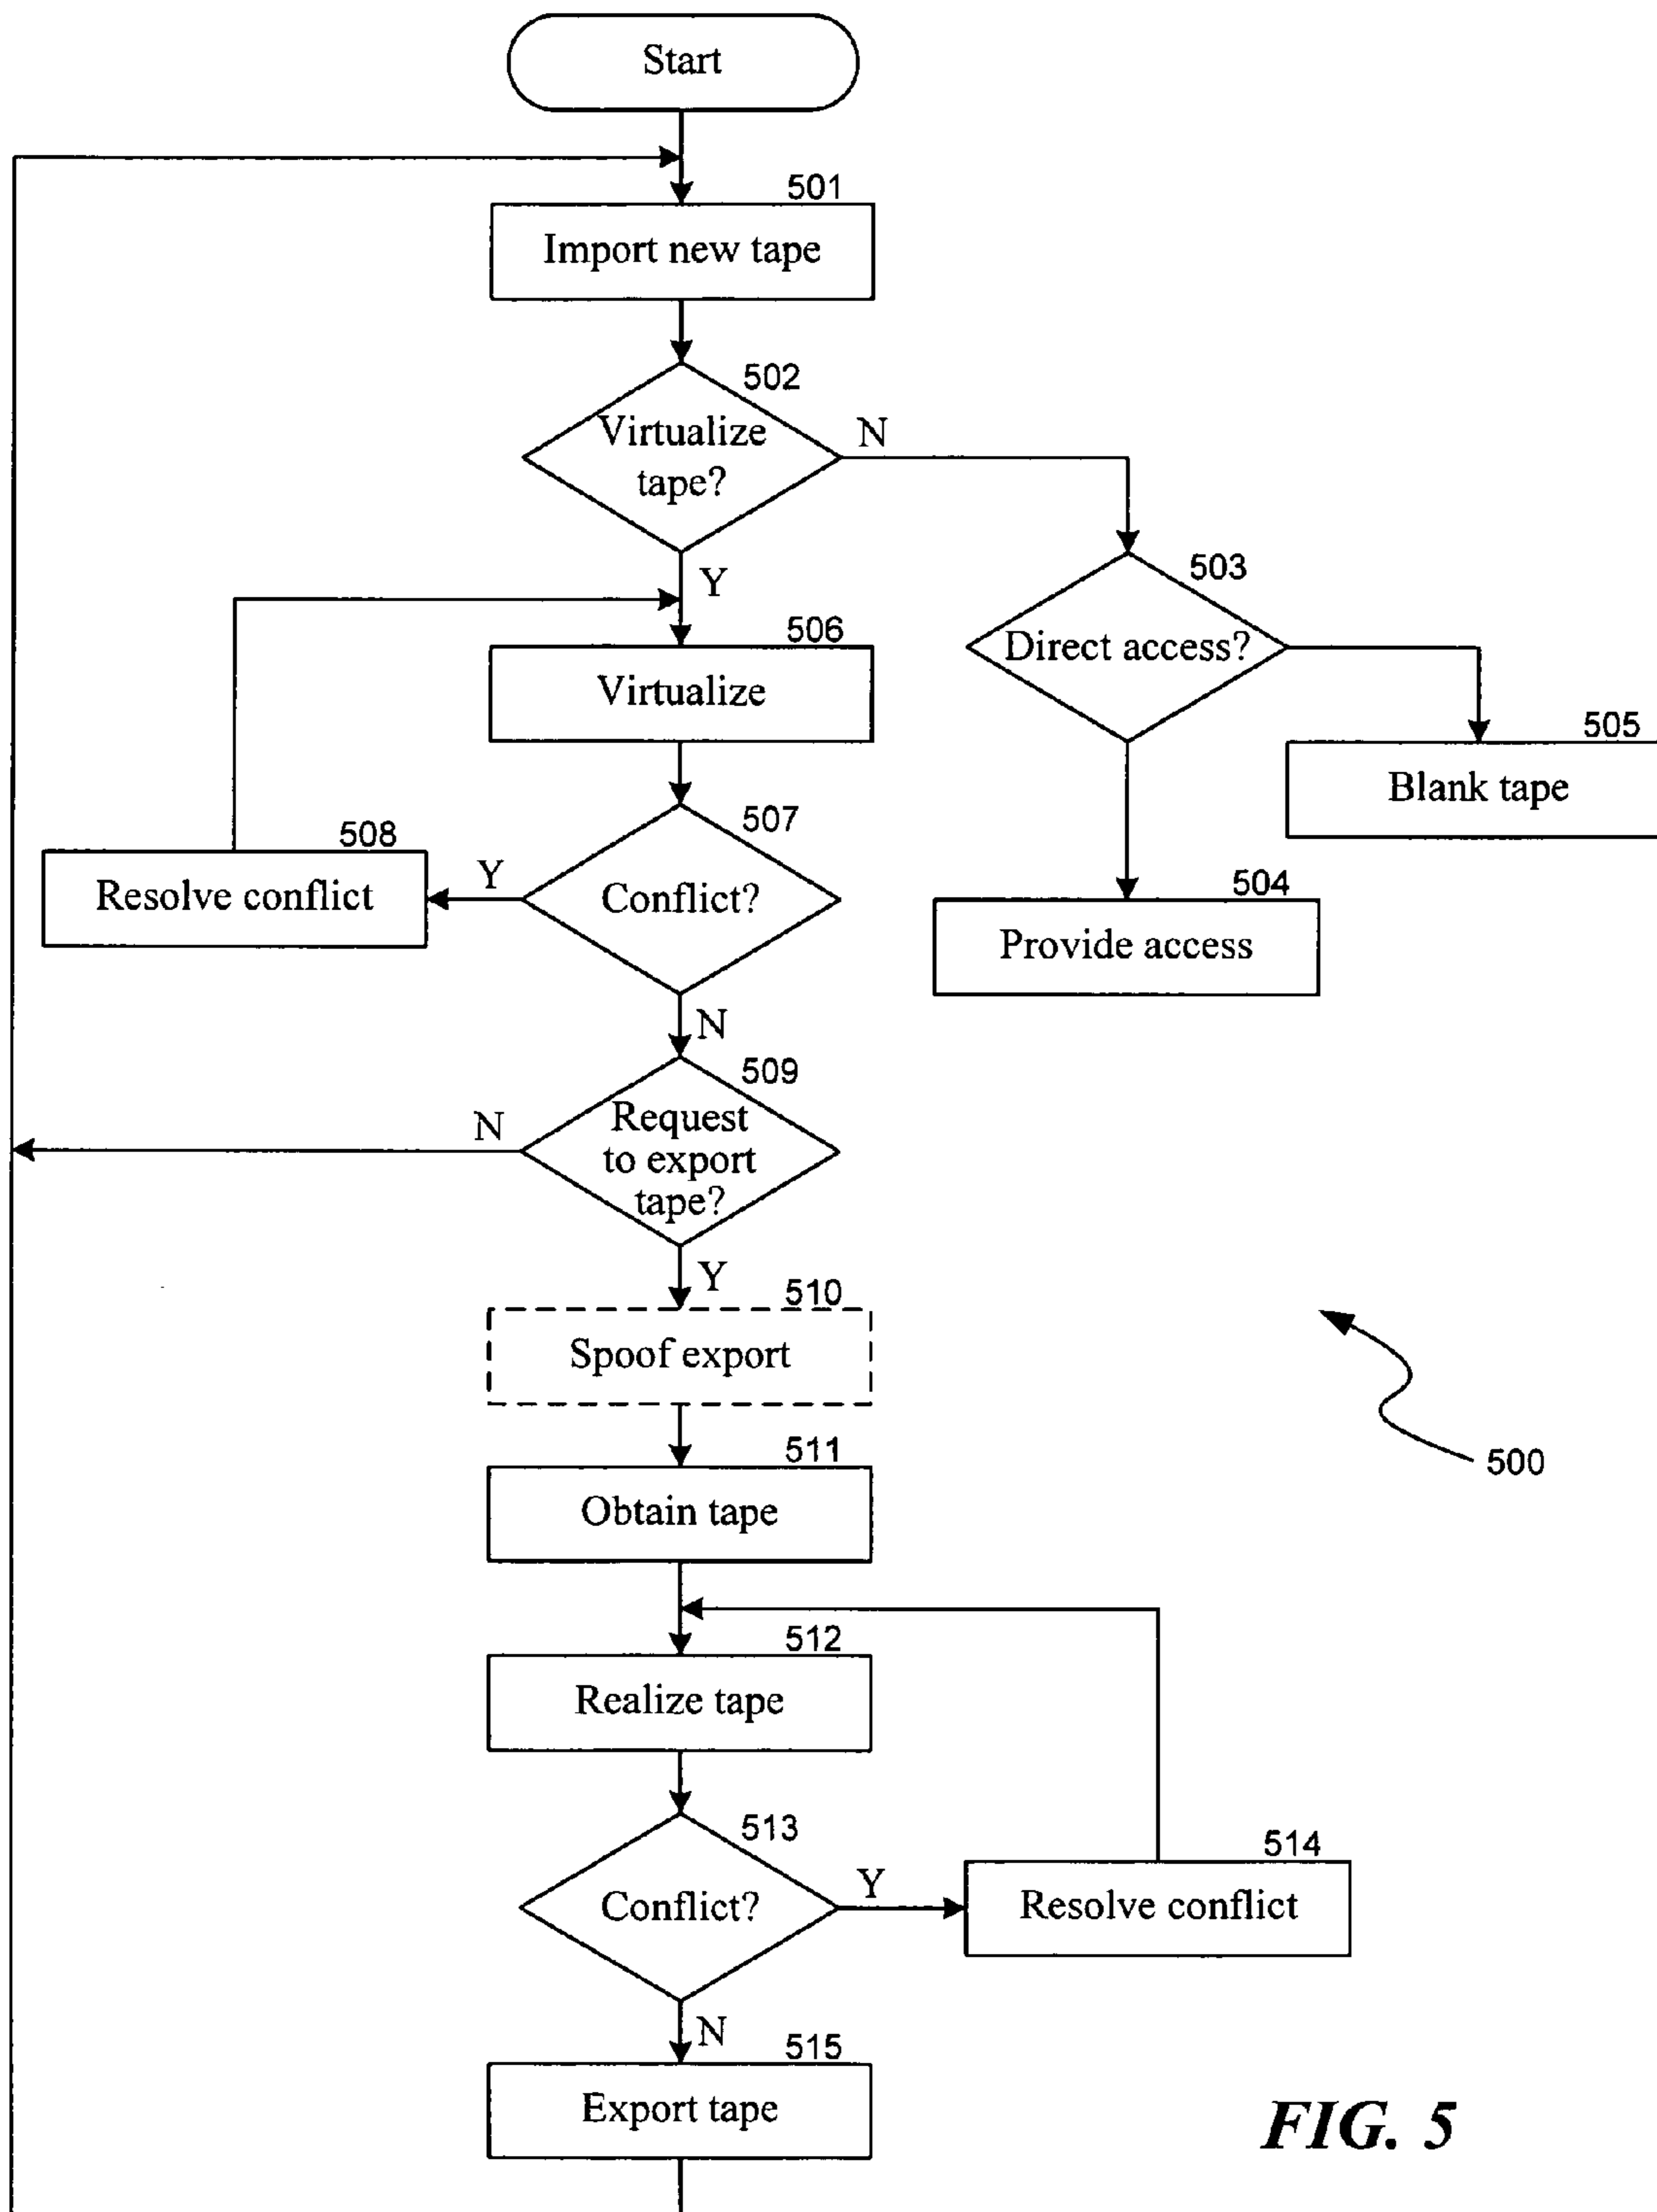 Start
501
Import new tape
502
Virtualize
tape?
N
Y
503
Direct access?
506
Virtualize
505
Blank tape
507
Conflict?
Y
508
Resolve conflict
504
Provide access
N
509
Request
to export
tape?
N
Y
510
Spoof export
500
511
Obtain tape
512
Realize tape
513
Conflict?
Y
514
Resolve conflict
N
515
Export tape
FIG. 5